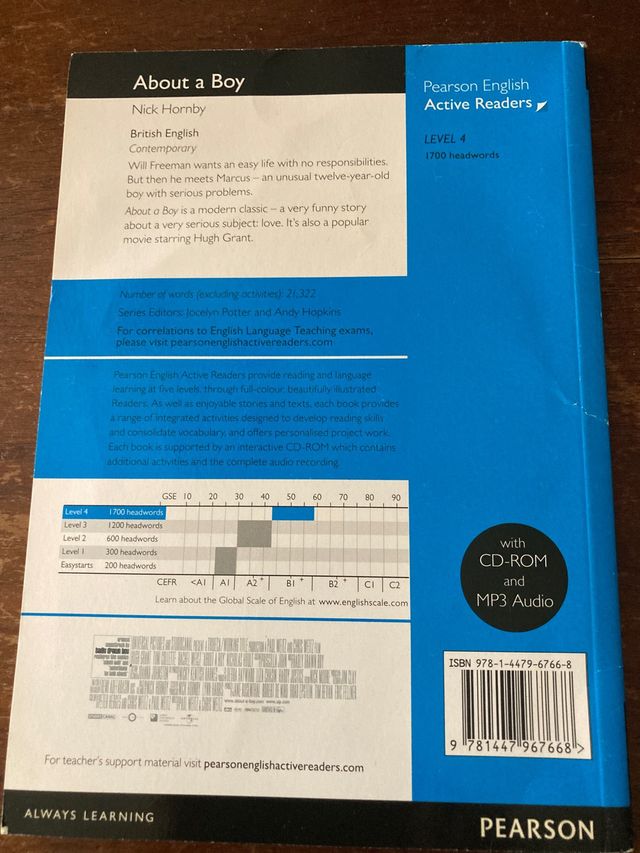 About a Boy
Nick Hornby
British English
Contemporary
Will Freeman wants an easy life with no responsibilities.
But then he meets Marcus – an unusual twelve-year-old
boy with serious problems.
About a Boy is a modern classic – a very funny story
about a very serious subject: love. It's also a popular
movie starring Hugh Grant.
Number of words (excluding activities): 21,322
Series Editors: Jocelyn Potter and Andy Hopkins
For correlations to English Language Teaching exams,
please visit pearsonenglishactivereaders.com
Pearson English Active Readers provide reading and language
learning at five levels, through full-colour, beautifully illustrated
Readers. As well as enjoyable stories and texts, each book provides
a range of integrated activities designed to develop reading skills
and consolidate vocabulary, and offers personalised project work.
Each book is supported by an interactive CD-ROM which contains
additional activities and the complete audio recording.
GSE 10 20 30 40 50 60 70 80 90
Level 4 1700 headwords
Level 3 1200 headwords
Level 2 600 headwords
Level 1 300 headwords
Easystarts 200 headwords
CEFR <A1 A1 A2 + B1 + B2 + C1 C2
Learn about the Global Scale of English at www.englishscale.com
www.about-a-boy.com www.uip.com
For teacher's support material visit pearsonenglishactivereaders.com
ALWAYS LEARNING
Pearson English
Active Readers
LEVEL 4
1700 headwords
with
CD-ROM
and
MP3 Audio
ISBN 978-1-4479-6766-8
9 781447 967668 >
PEARSON